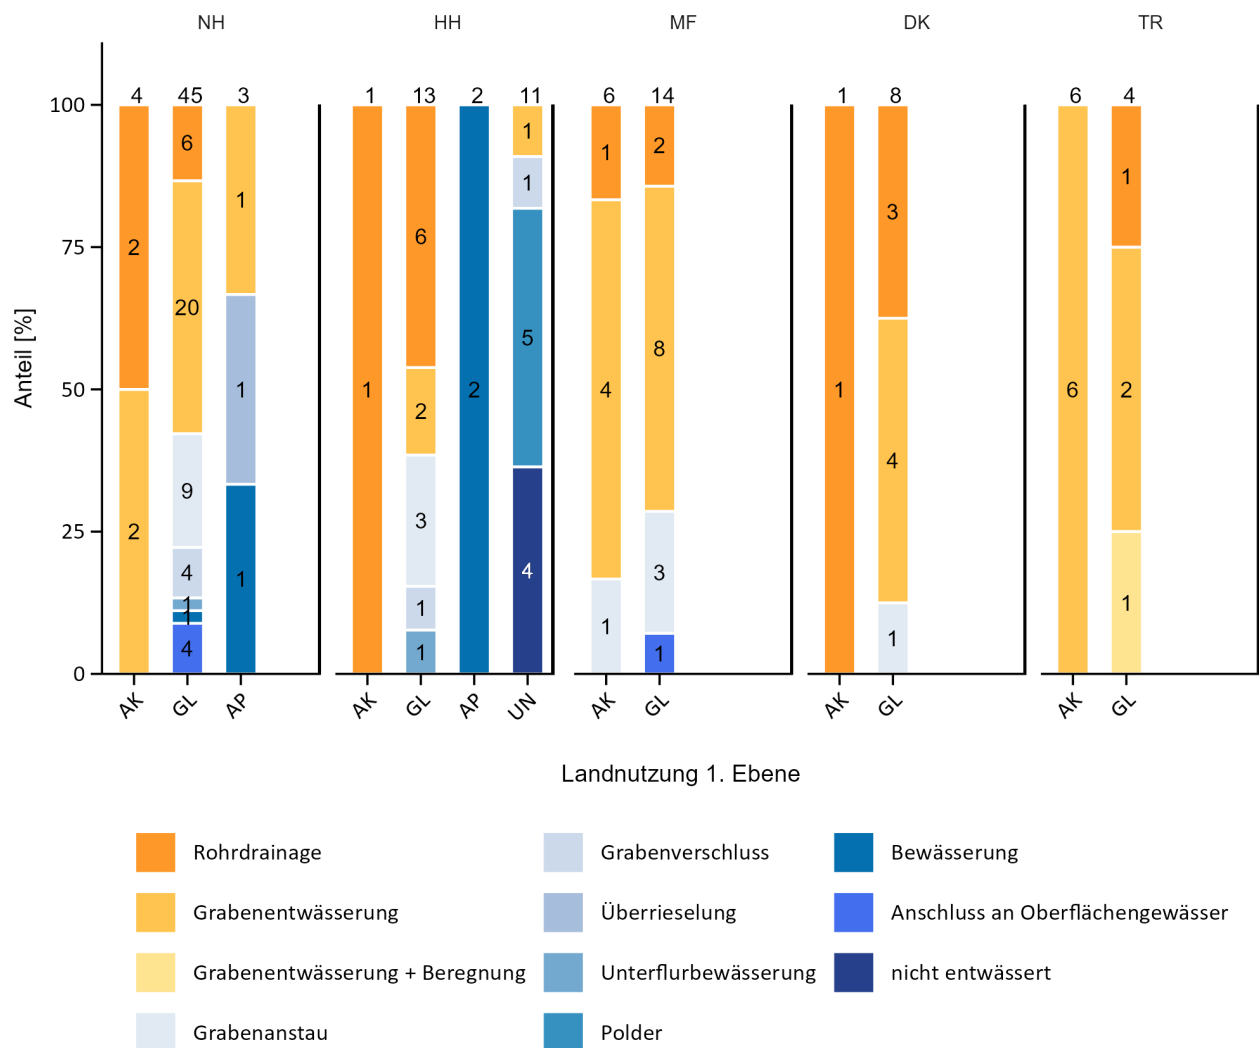 NH HH MF DK TR
4 45 3 1 13 2 11 6 14 1 8 6 4
100
75
50
25
0
Anteil [%]
2 2
6 20 9 4 1 1 4
1 1 1
1
6 2 3 1 1
2
1 1 5 4
1 4 1
2 8 3 1
1
3 4 1
6
1 2 1
AK GL AP AK GL AP UN AK GL AK GL AK GL
Landnutzung 1. Ebene
Rohrdrainage
Grabenentwässerung
Grabenentwässerung + Beregnung
Grabenanstau
Grabenverschluss
Überrieselung
Unterflurbewässerung
Polder
Bewässerung
Anschluss an Oberflächengewässer
nicht entwässert